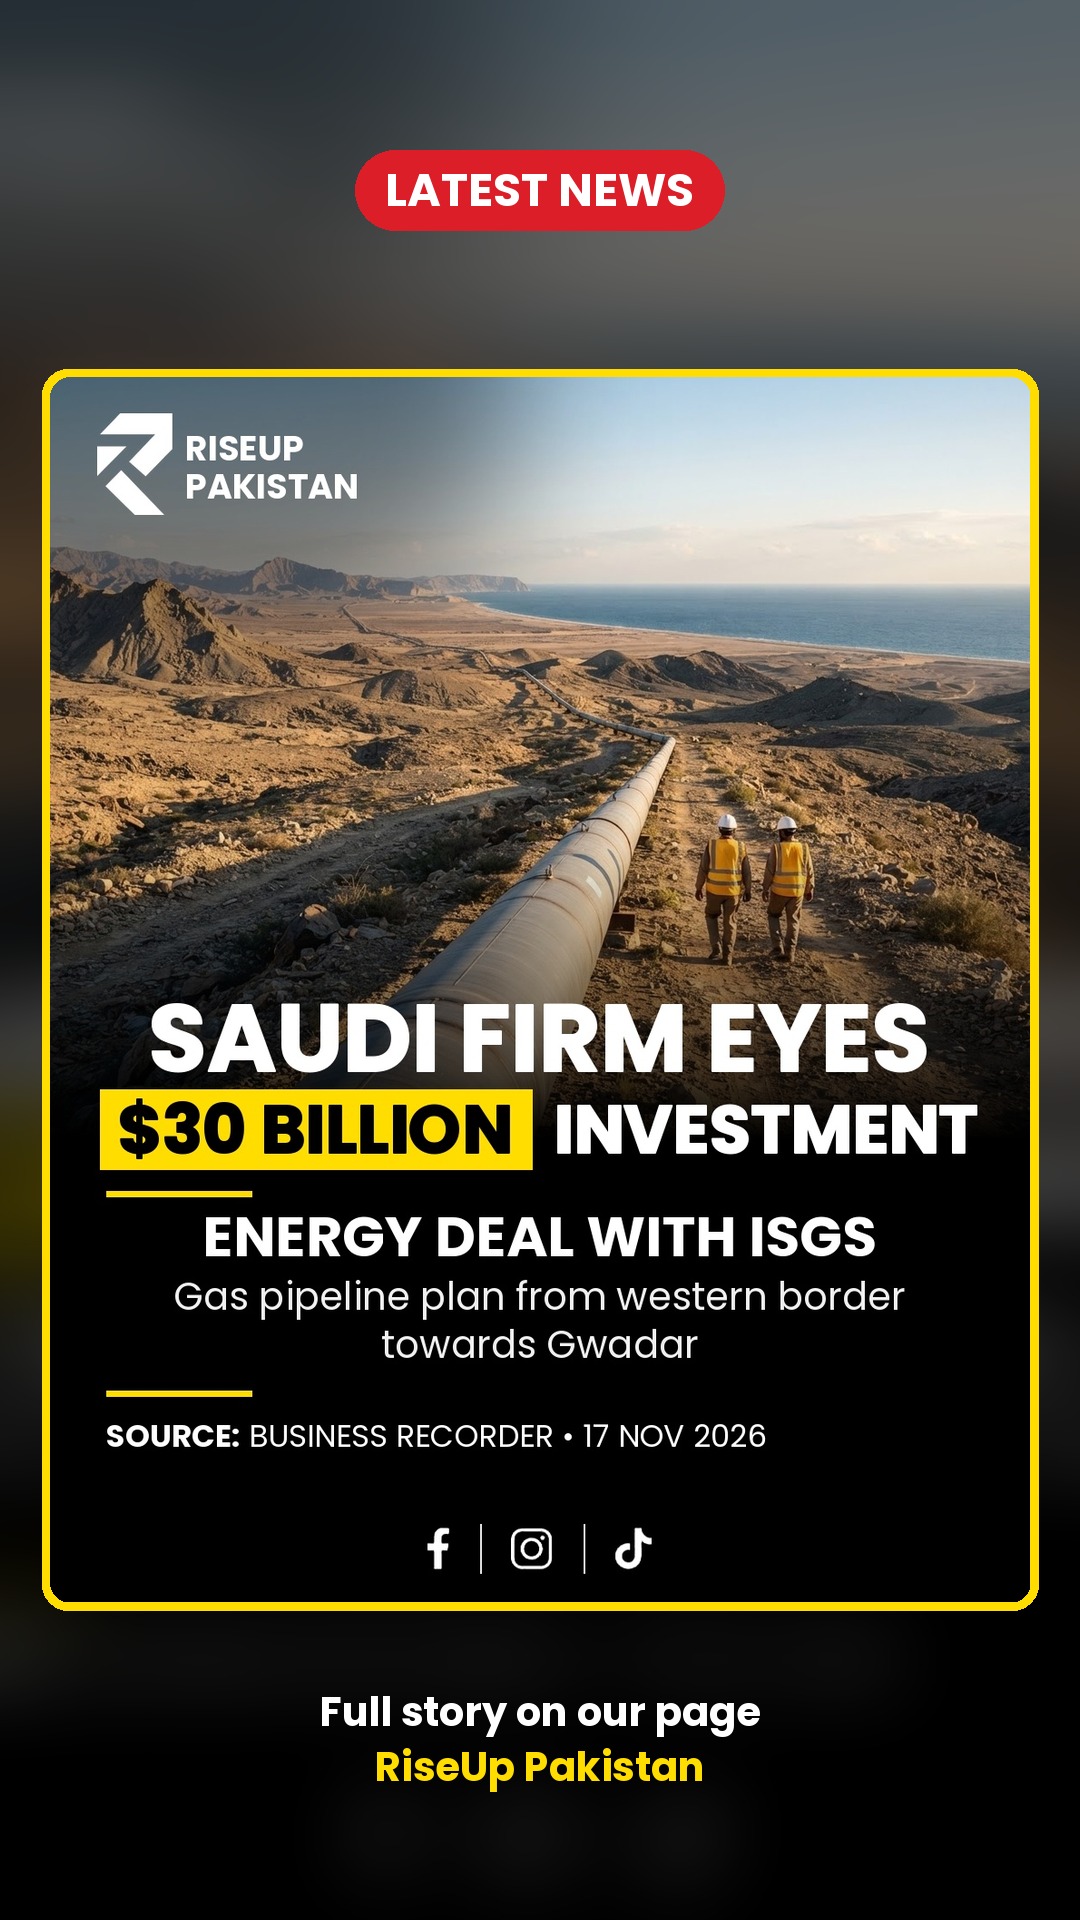 LATEST NEWS
RISEUP
PAKISTAN
SAUDI FIRM EYES
$30 BILLION INVESTMENT
ENERGY DEAL WITH ISGS
Gas pipeline plan from western border
towards Gwadar
SOURCE: BUSINESS RECORDER • 17 NOV 2026
Full story on our page
RiseUp Pakistan